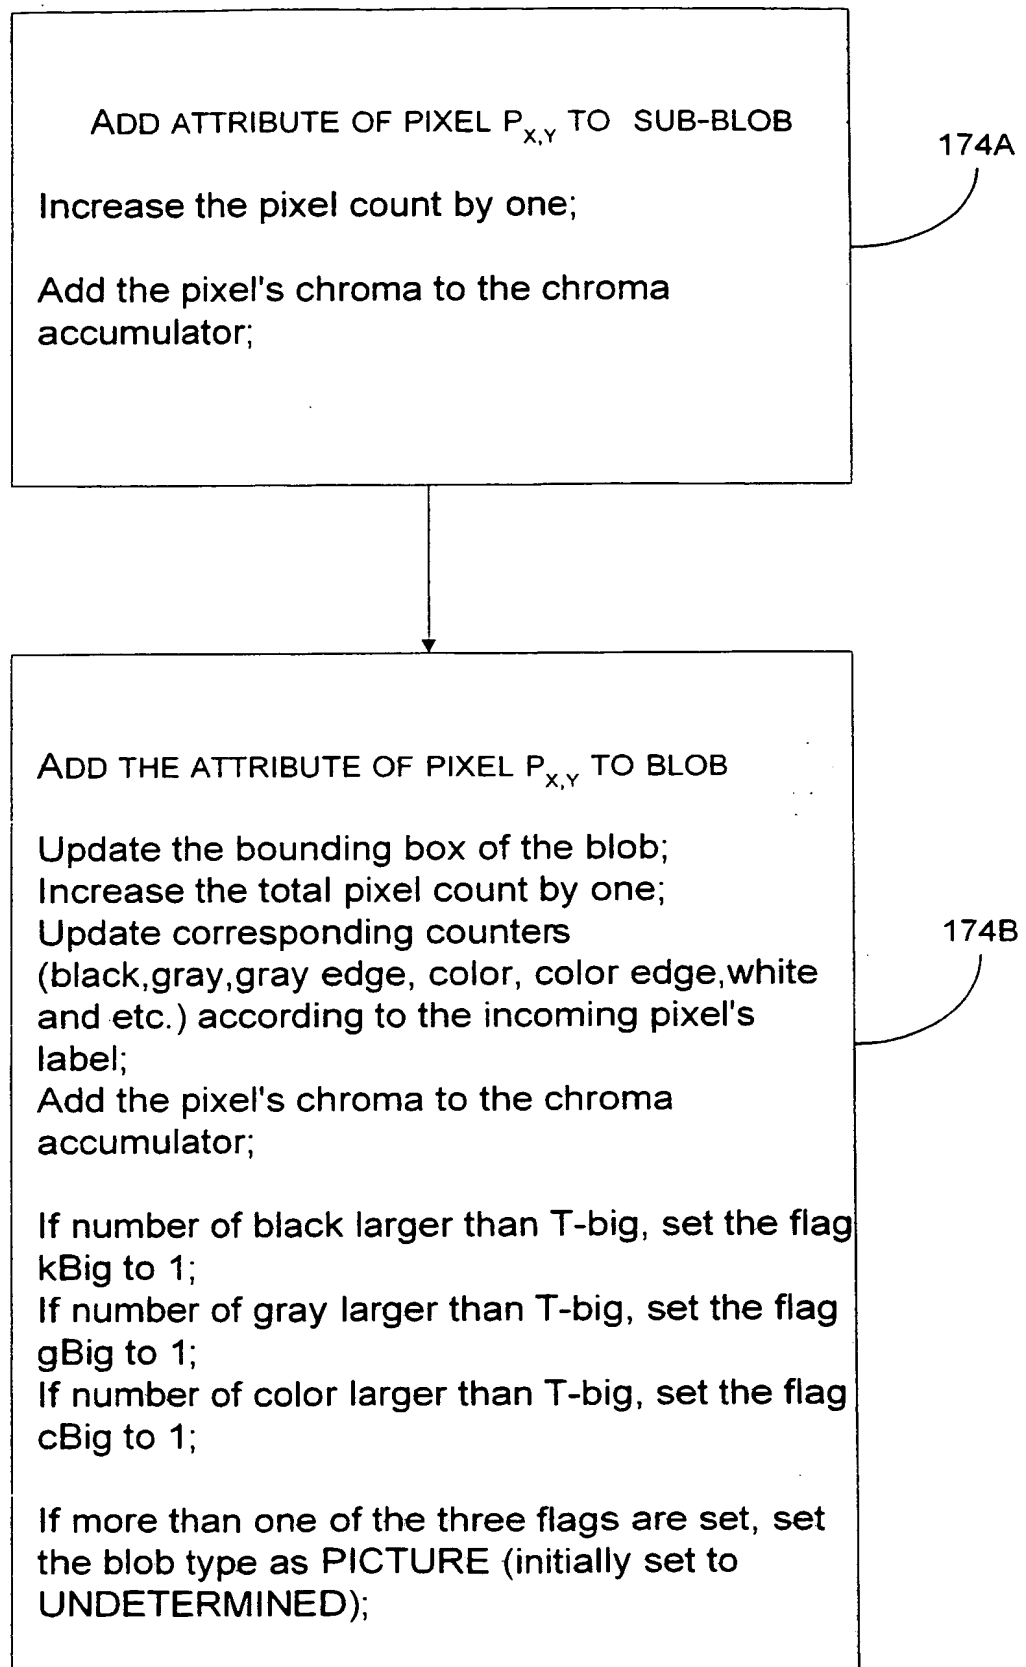 ADD ATTRIBUTE OF PIXEL PX,Y TO SUB-BLOB
174A
Increase the pixel count by one;
Add the pixel's chroma to the chroma
accumulator;
ADD THE ATTRIBUTE OF PIXEL PX,Y TO BLOB
Update the bounding box of the blob;
Increase the total pixel count by one;
Update corresponding counters
174B
(black,gray,gray edge, color, color edge,white
and etc.) according to the incoming pixel's
label;
Add the pixel's chroma to the chroma
accumulator;
If number of black larger than T-big, set the flag
kBig to 1;
If number of gray larger than T-big, set the flag
gBig to 1;
If number of color larger than T-big, set the flag
cBig to 1;
If more than one of the three flags are set, set
the blob type as PICTURE (initially set to
UNDETERMINED);